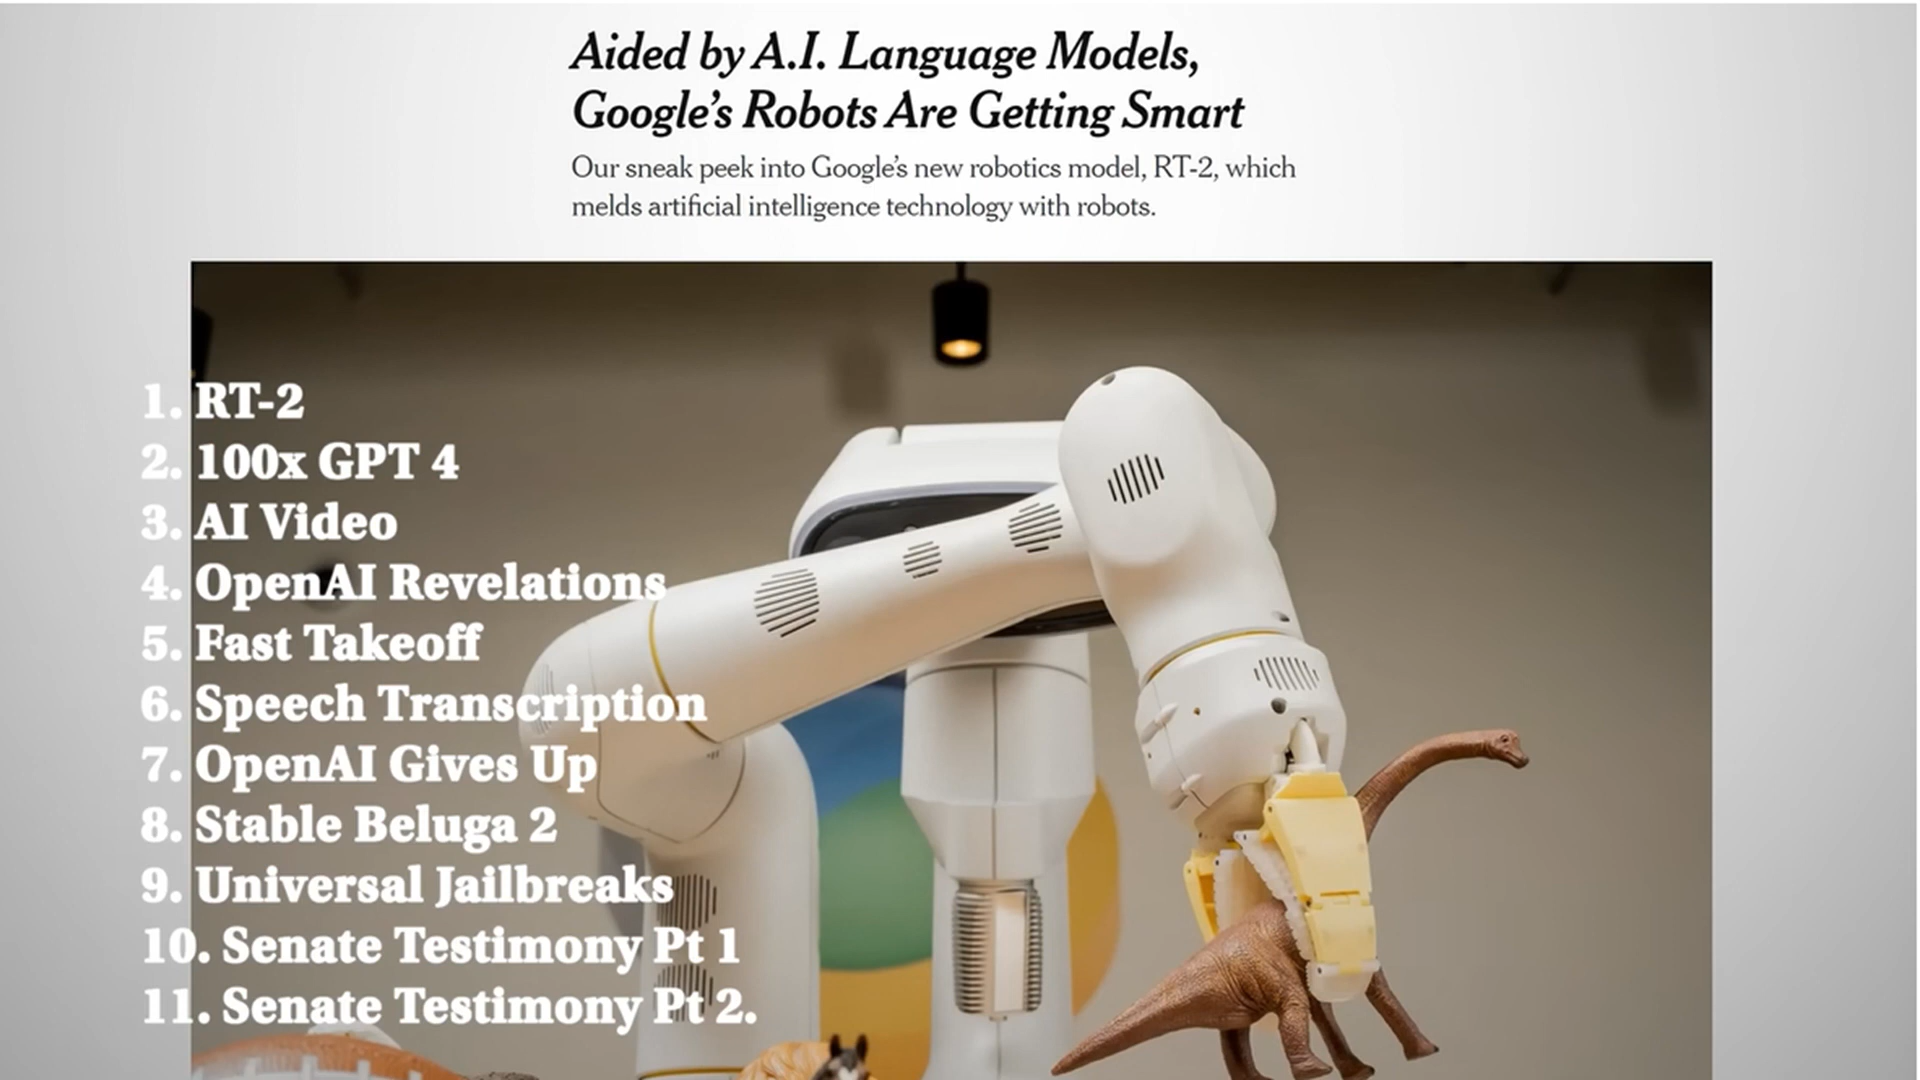 Aided by A.I. Language Models,
Google's Robots Are Getting Smart
Our sneak peek into Google's new robotics model, RT-2, which
melds artificial intelligence technology with robots.
1. RT-2
2. 100x GPT 4
3. AI Video
4. OpenAI Revelations
5. Fast Takeoff
6. Speech Transcription
7. OpenAI Gives Up
8. Stable Beluga 2
9. Universal Jailbreaks
10. Senate Testimony Pt 1
11. Senate Testimony Pt 2.